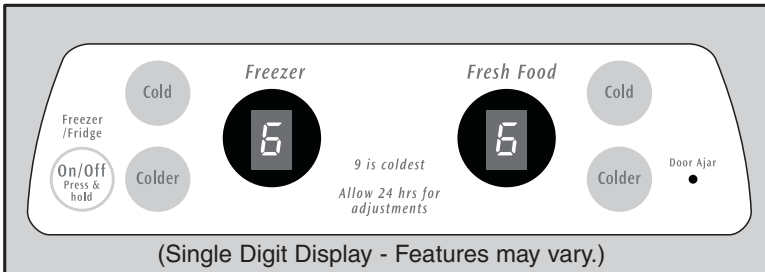 Freezer
/Fridge
On/Off
Press &
hold
Cold
Colder
Freezer
6
9 is coldest
Allow 24 hrs for
adjustments
Fresh Food
6
Cold
Colder
Door Ajar
(Single Digit Display - Features may vary.)